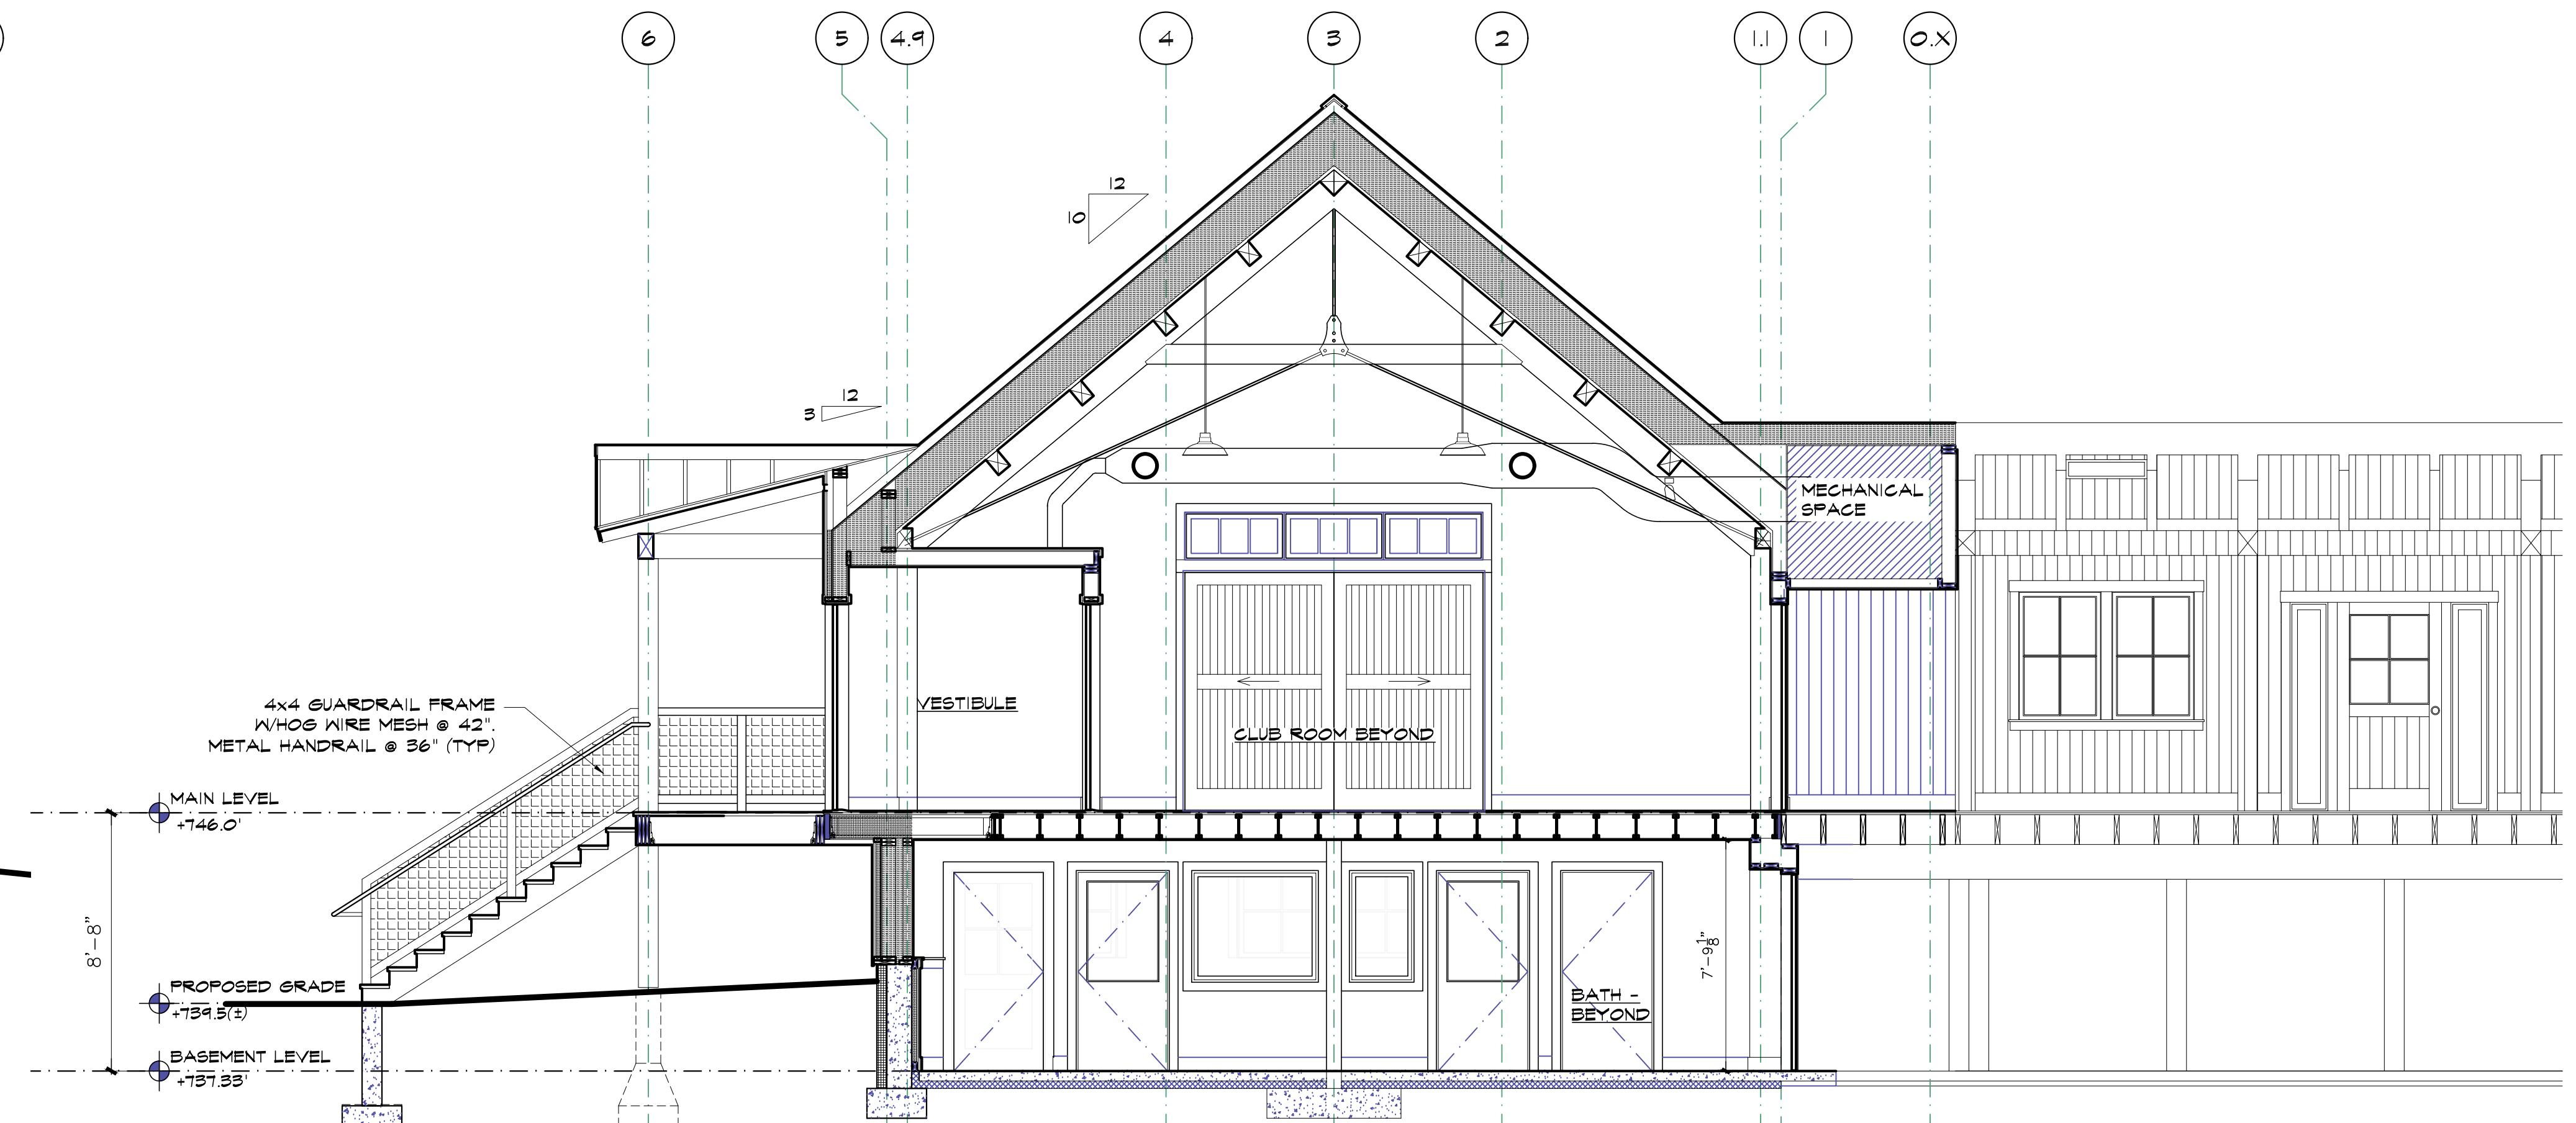 6
5
4.9
4
3
2
1.1
1
0.X
12
10
12
3
MECHANICAL
SPACE
VESTIBULE
4x4 GUARDRAIL FRAME
W/HOG WIRE MESH @ 42".
METAL HANDRAIL @ 36" (TYP)
CLUB ROOM BEYOND
MAIN LEVEL
+746.0'
8'-8"
7'-9 1/8"
PROPOSED GRADE
+739.5(±)
BATH -
BEYOND
BASEMENT LEVEL
+737.33'